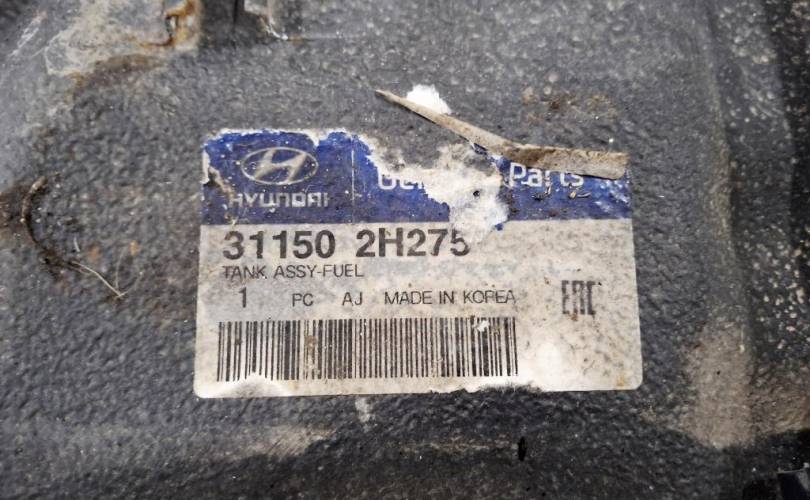 HYUNDAI
Parts
31150 2H275
TANK ASSY-FUEL
1 PC AJ MADE IN KOREA
EAC